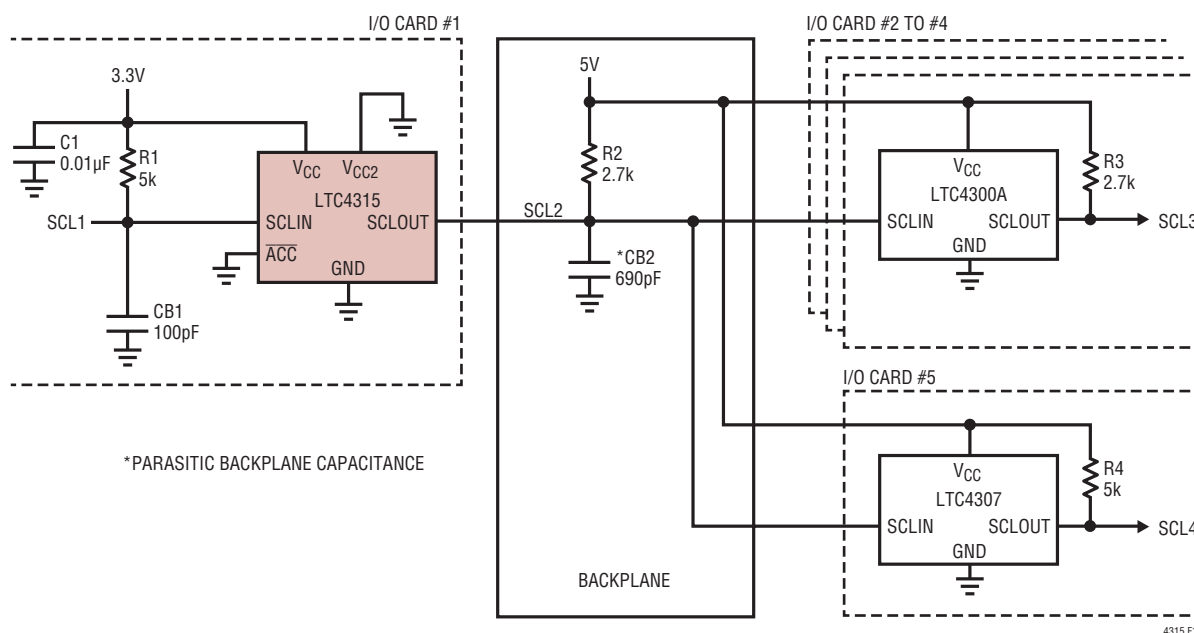 I/O CARD #1
3.3V
C1
0.01µF
R1
5k
VCC VCC2
LTC4315
SCL1
SCLIN SCLOUT
ACC
GND
CB1
100pF
*PARASITIC BACKPLANE CAPACITANCE
5V
R2
2.7k
SCL2
*CB2
690pF
BACKPLANE
I/O CARD #2 TO #4
VCC
LTC4300A
SCLIN
GND
R3
2.7k
SCL3
I/O CARD #5
VCC
LTC4307
SCLIN SCLOUT
GND
R4
5k
SCL4